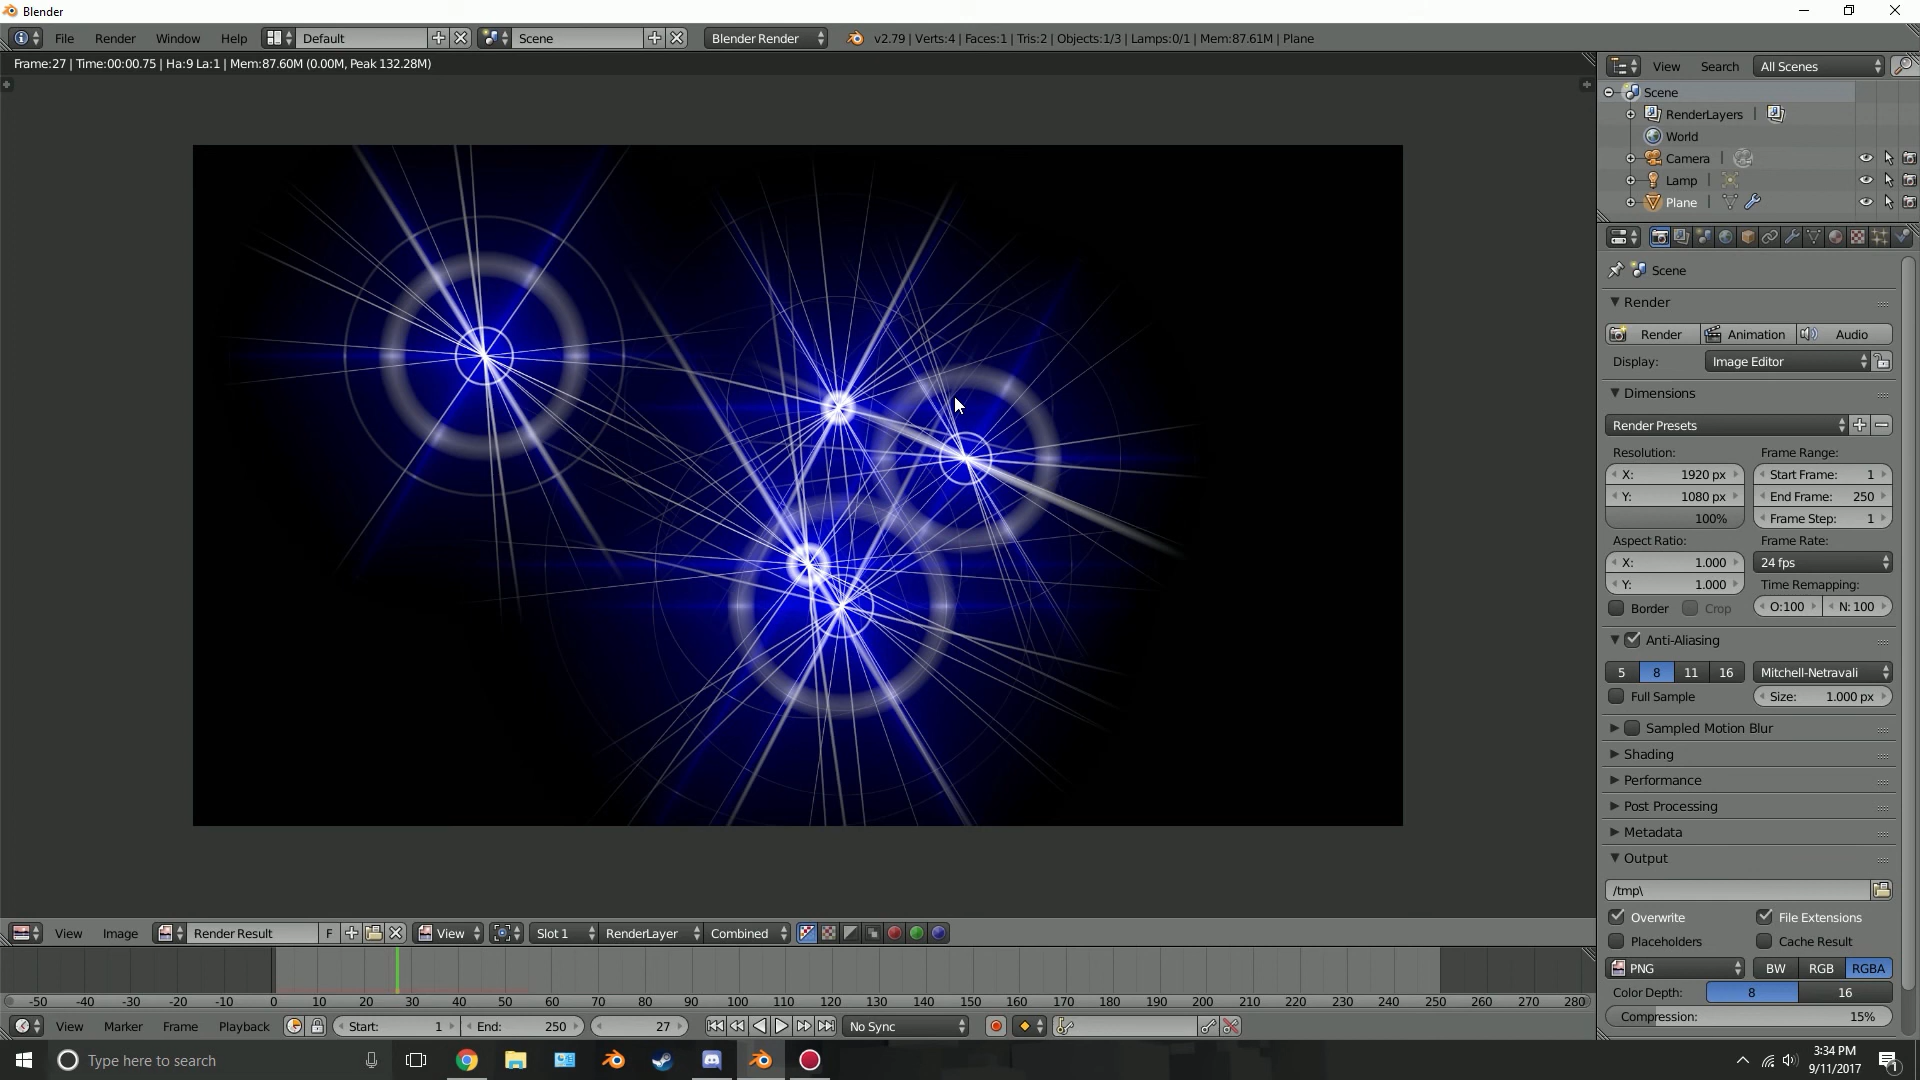 Blender
File Render Window Help Default Scene Blender Render v2.79 | Verts:4 | Faces:1 | Tris:2 | Objects:1/3 | Lamps:0/1 | Mem:87.61M | Plane
Frame:27 | Time:00:00.75 | Ha:9 La:1 | Mem:87.60M (0.00M, Peak 132.28M)
View Search All Scenes
Scene
RenderLayers |
World
Camera |
Lamp |
Plane |
Scene
Render
Render Animation Audio
Display: Image Editor
Dimensions
Render Presets
Resolution: Frame Range:
X: 1920 px Start Frame: 1
Y: 1080 px End Frame: 250
100% Frame Step: 1
Aspect Ratio: Frame Rate:
X: 1.000 24 fps
Y: 1.000 Time Remapping:
Border Crop O:100 N: 100
Anti-Aliasing
5 8 11 16 Mitchell-Netravali
Full Sample Size: 1.000 px
Sampled Motion Blur
Shading
Performance
Post Processing
Metadata
Output
/tmp\
Overwrite File Extensions
Placeholders Cache Result
PNG BW RGB RGBA
Color Depth: 8 16
Compression: 15%
View Image Render Result F View Slot 1 RenderLayer Combined
-50 -40 -30 -20 -10 0 10 20 30 40 50 60 70 80 90 100 110 120 130 140 150 160 170 180 190 200 210 220 230 240 250 260 270 280
View Marker Frame Playback Start: 1 End: 250 27 No Sync
Type here to search
3:34 PM
9/11/2017
1